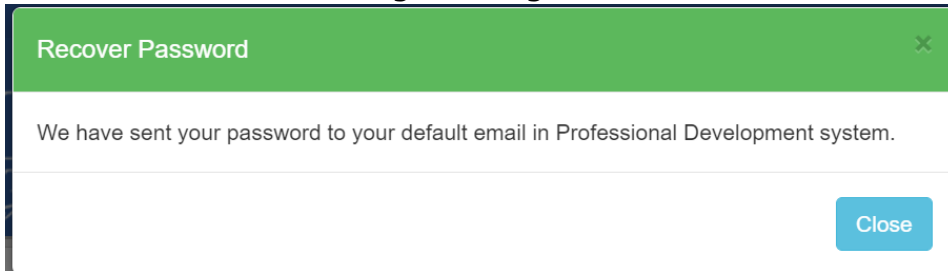 Recover Password
×
We have sent your password to your default email in Professional Development system.
Close